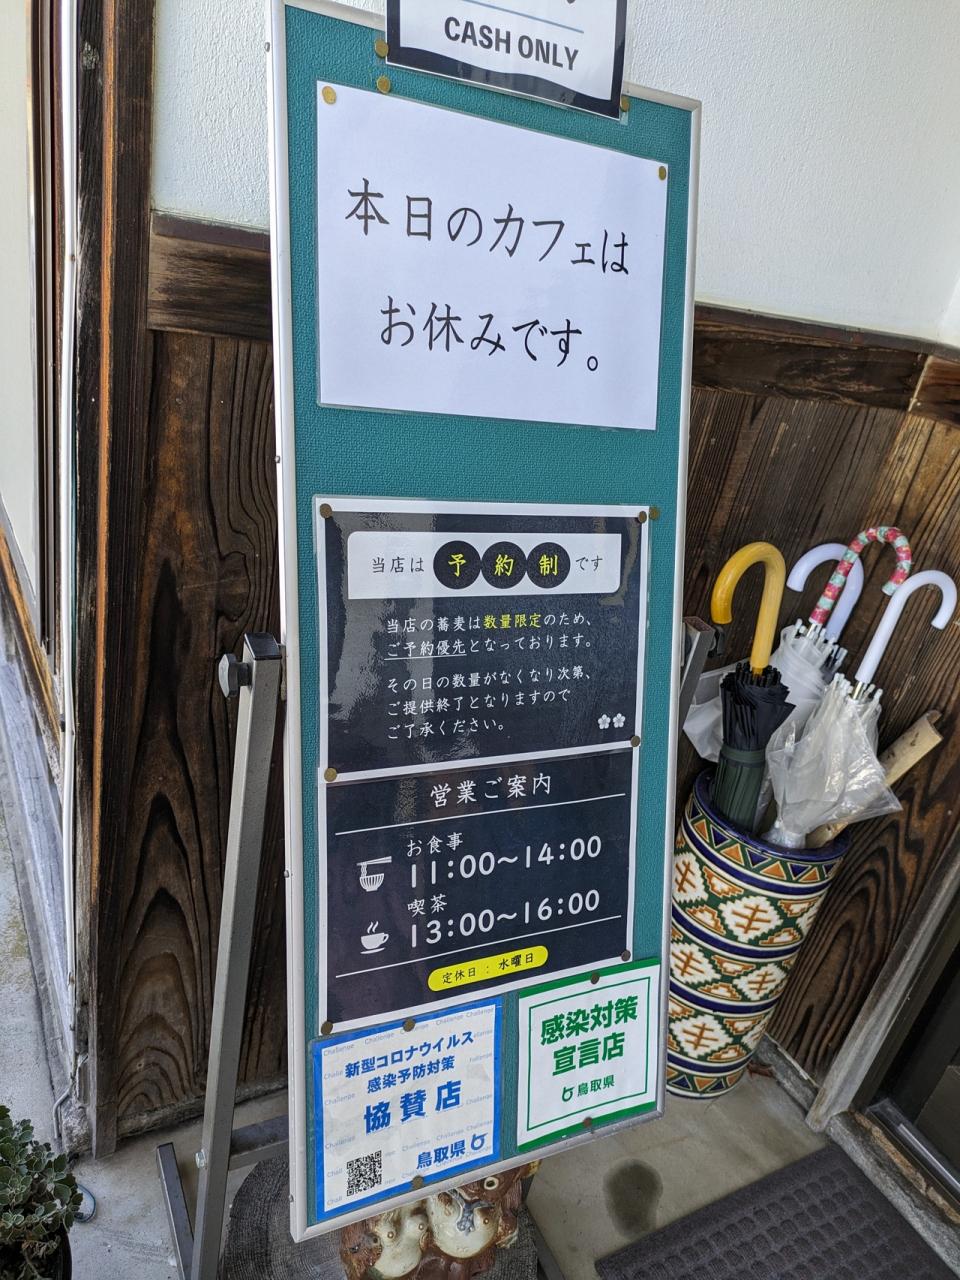 CASH ONLY
本日のカフェは
お休みです。
当店は予約制です
当店の蕎麦は数量限定のため、
ご予約優先となっております。
その日の数量がなくなり次第、
ご提供終了となりますので
ご了承ください。
営業ご案内
お食事
11:00~14:00
喫茶
13:00~16:00
定休日 : 水曜日
新型コロナウイルス
感染予防対策
協賛店
鳥取県
感染対策
宣言店
鳥取県